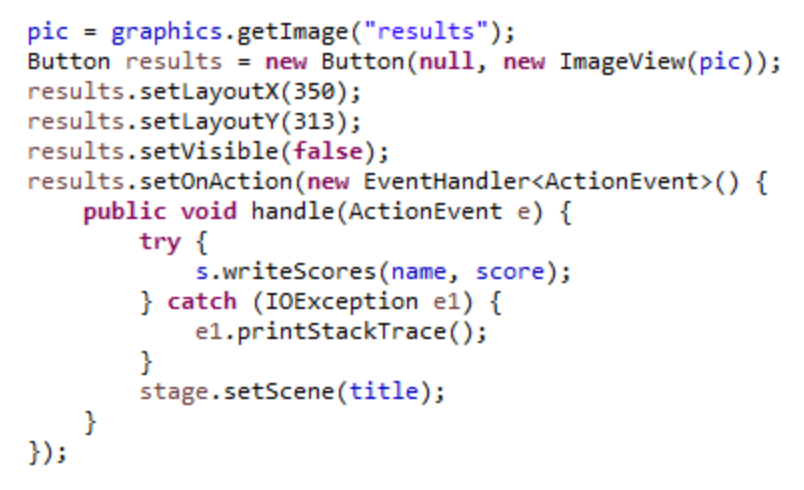 pic = graphics.getImage("results");
Button results = new Button(null, new ImageView(pic));
results.setLayoutX(350);
results.setLayoutY(313);
results.setVisible(false);
results.setOnAction(new EventHandler<ActionEvent>() {
    public void handle(ActionEvent e) {
        try {
            s.writeScores(name, score);
        } catch (IOException e1) {
            e1.printStackTrace();
        }
        stage.setScene(title);
    }
});